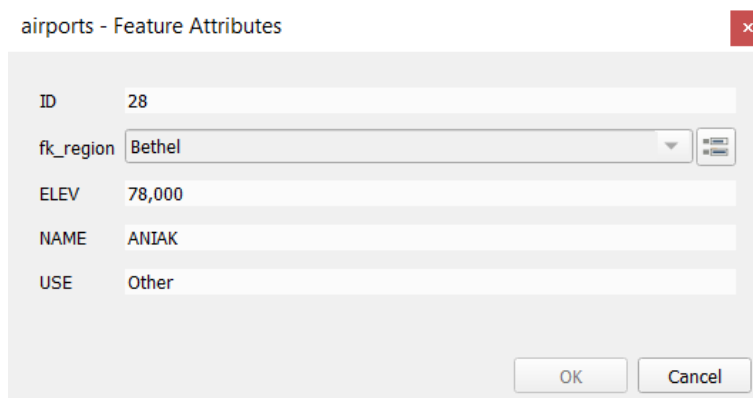 airports - Feature Attributes
ID 28
fk_region Bethel
ELEV 78,000
NAME ANIAK
USE Other
OK Cancel